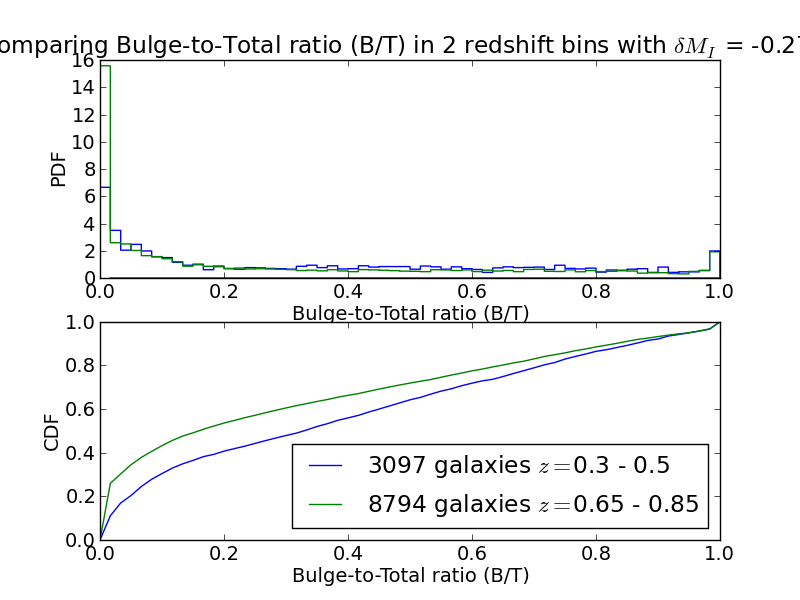 omparing Bulge-to-Total ratio (B/T) in 2 redshift bins with δM_I = -0.27
PDF
16
14
12
10
8
6
4
2
0
0.0 0.2 0.4 0.6 0.8 1.0
Bulge-to-Total ratio (B/T)
CDF
1.0
0.8
0.6
0.4
0.2
0.0
3097 galaxies z=0.3 - 0.5
8794 galaxies z=0.65 - 0.85
0.0 0.2 0.4 0.6 0.8 1.0
Bulge-to-Total ratio (B/T)